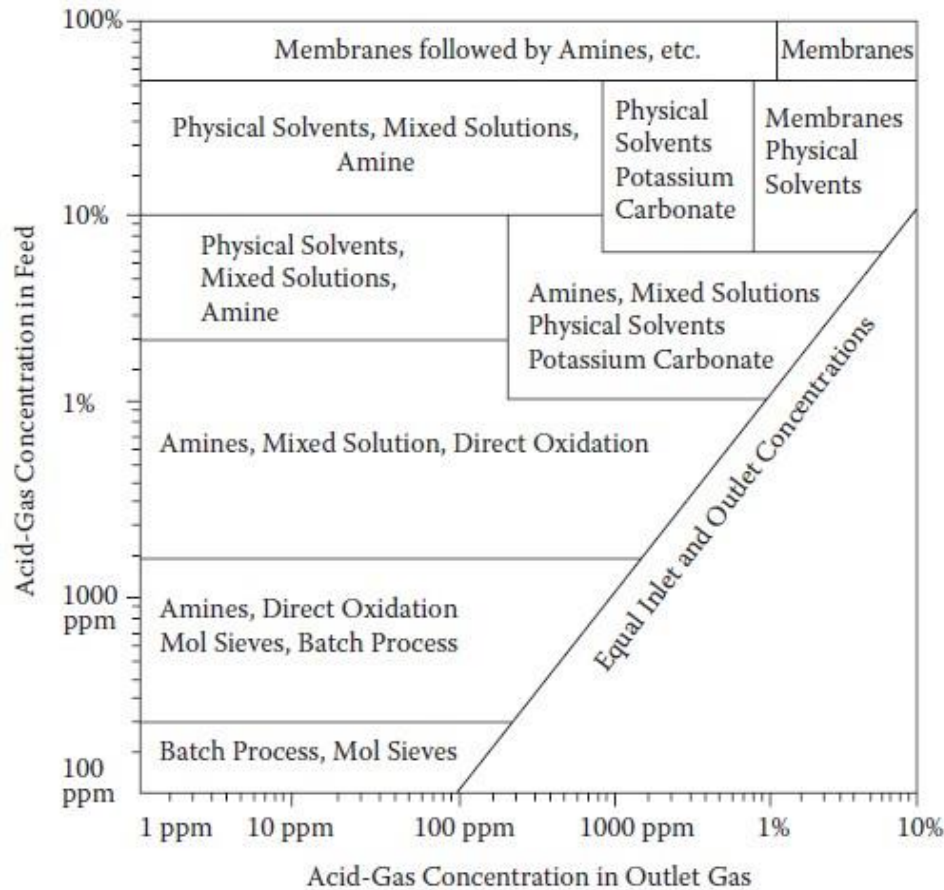 100%
Membranes followed by Amines, etc.
Membranes
Physical Solvents, Mixed Solutions,
Amine
Physical
Solvents
Potassium
Carbonate
Membranes
Physical
Solvents
10%
Physical Solvents,
Mixed Solutions,
Amine
Amines, Mixed Solutions
Physical Solvents
Potassium Carbonate
1%
Amines, Mixed Solution, Direct Oxidation
Equal Inlet and Outlet Concentrations
Acid-Gas Concentration in Feed
1000
ppm
Amines, Direct Oxidation
Mol Sieves, Batch Process
Batch Process, Mol Sieves
100
ppm
1 ppm
10 ppm
100 ppm
1000 ppm
1%
10%
Acid-Gas Concentration in Outlet Gas